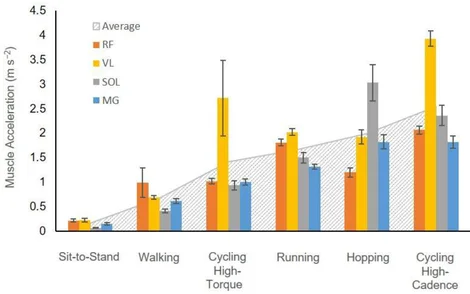 4.5
4
3.5
3
2.5
2
1.5
1
0.5
0
Muscle Acceleration (m s⁻²)
Average
RF
VL
SOL
MG
Sit-to-Stand
Walking
Cycling
High-
Torque
Running
Hopping
Cycling
High-
Cadence